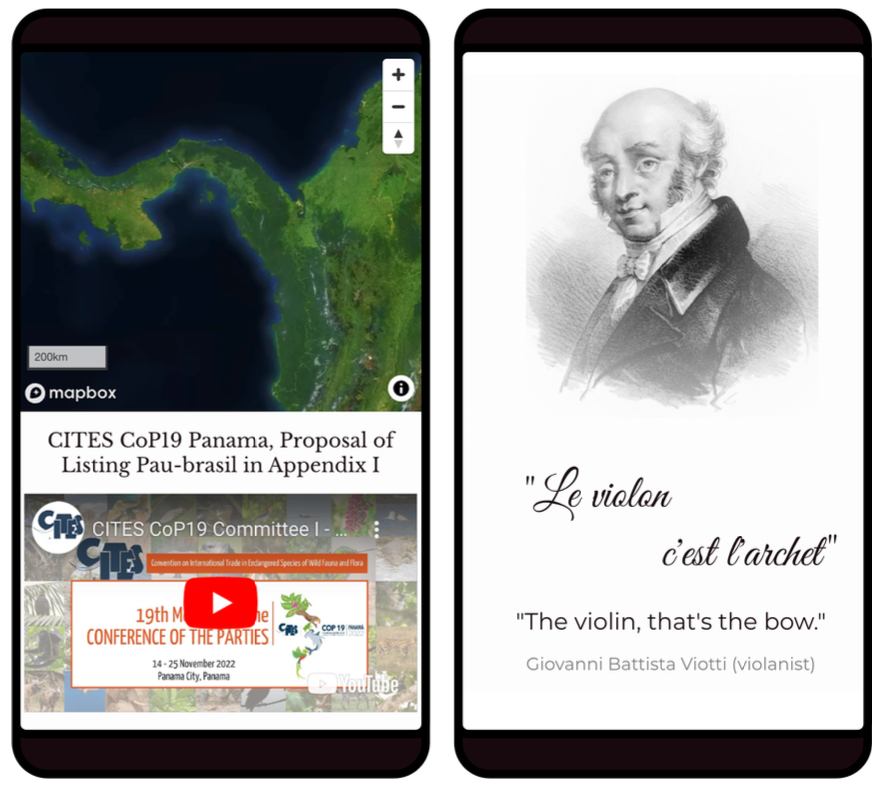 200km
mapbox
CITES CoP19 Panama, Proposal of
Listing Pau-brasil in Appendix I
CITES
CITES CoP19 Committee I - ...
CITES
Convention on International Trade in Endangered Species of Wild Fauna and Flora
19th M
ne
CONFERENCE OF THE PARTIES
CITES
COP 19
PANAMA
14 - 25 November 2022
Panama City, Panama
YouTube
" Le violon
c'est l'archet"
"The violin, that's the bow."
Giovanni Battista Viotti (violanist)